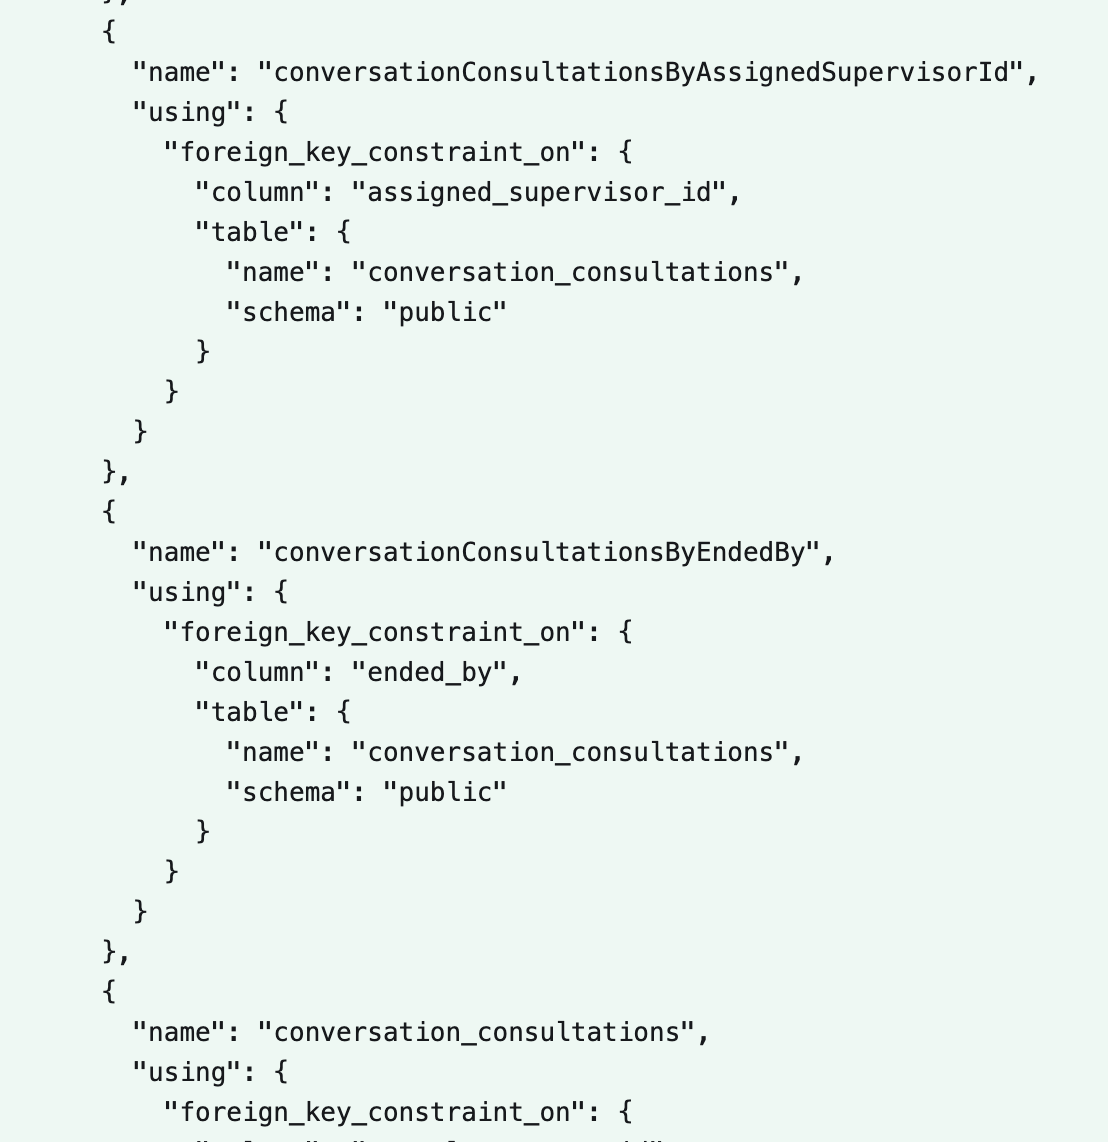 {
"name": "conversationConsultationsByAssignedSupervisorId",
"using": {
"foreign_key_constraint_on": {
"column": "assigned_supervisor_id",
"table": {
"name": "conversation_consultations",
"schema": "public"
}
}
}
},
{
"name": "conversationConsultationsByEndedBy",
"using": {
"foreign_key_constraint_on": {
"column": "ended_by",
"table": {
"name": "conversation_consultations",
"schema": "public"
}
}
}
},
{
"name": "conversation_consultations",
"using": {
"foreign_key_constraint_on": {